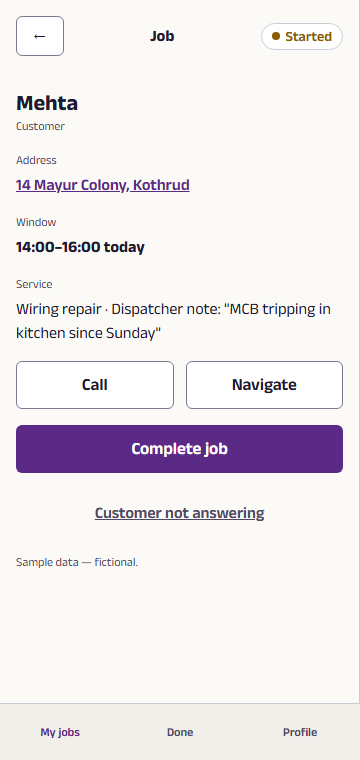 ←
Job
Started
Mehta
Customer
Address
14 Mayur Colony, Kothrud
Window
14:00–16:00 today
Service
Wiring repair · Dispatcher note: "MCB tripping in
kitchen since Sunday"
Call
Navigate
Complete job
Customer not answering
Sample data — fictional.
My jobs
Done
Profile